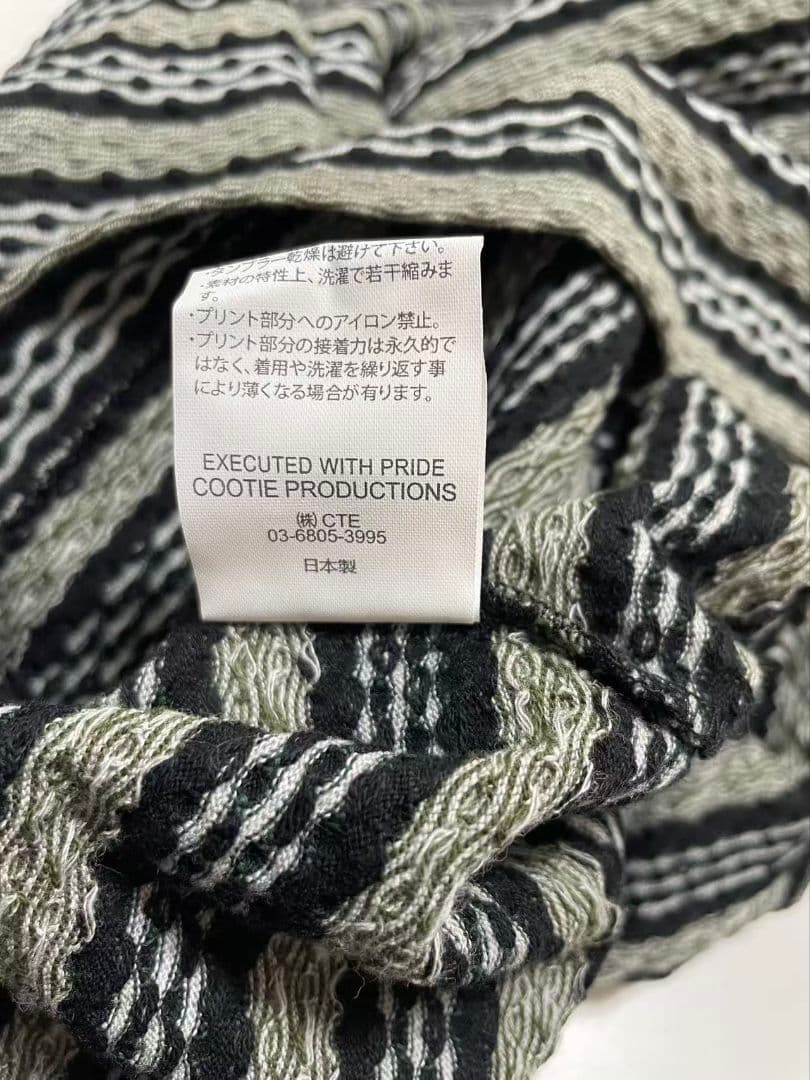 ・タンブラー乾燥は避けて下さい。
・素材の特性上、洗濯で若干縮みま
す。
・プリント部分へのアイロン禁止。
・プリント部分の接着力は永久的で
はなく、着用や洗濯を繰り返す事
により薄くなる場合が有ります。
EXECUTED WITH PRIDE
COOTIE PRODUCTIONS
㈱ CTE
03-6805-3995
日本製